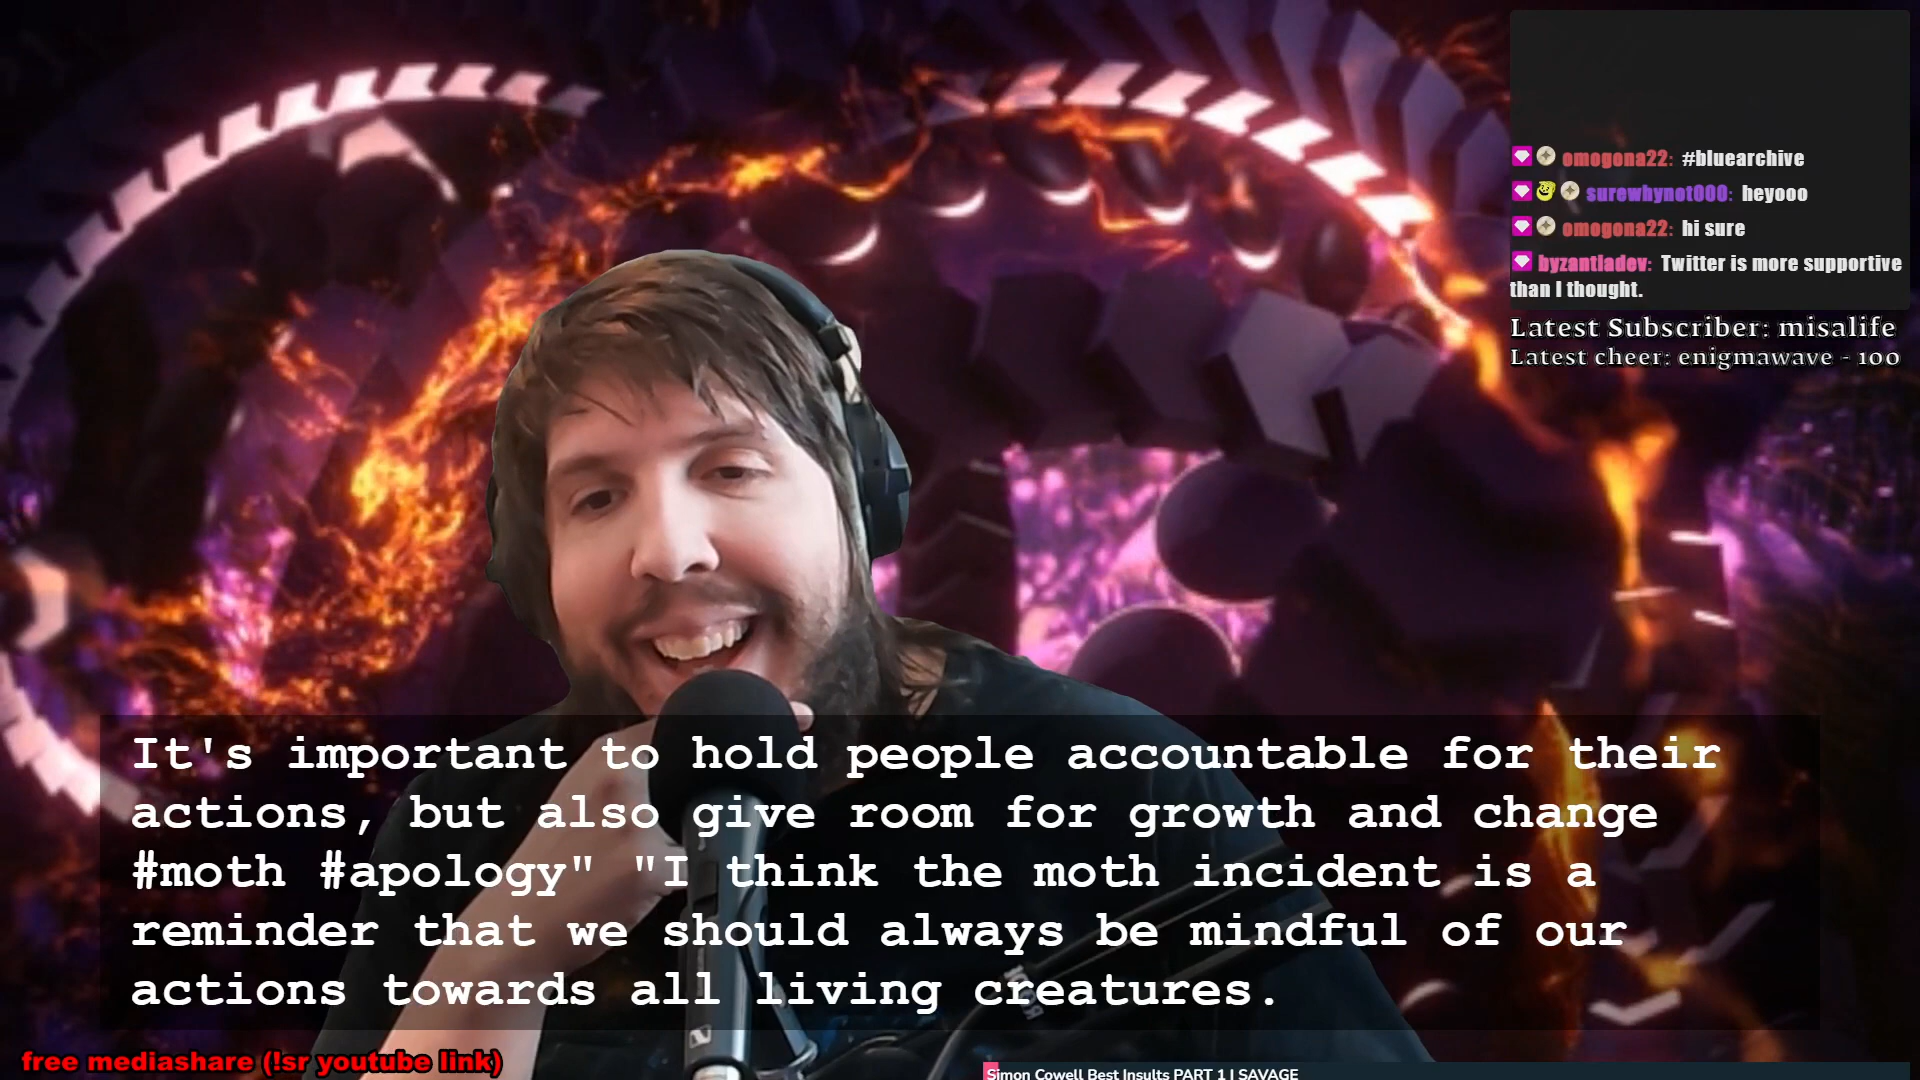 omogona22: #bluearchive
surewhynot000: heyooo
omogona22: hi sure
byzantladev: Twitter is more supportive
than I thought.
Latest Subscriber: misalife
Latest cheer: enigmawave - 100
It's important to hold people accountable for their
actions, but also give room for growth and change
#moth #apology" "I think the moth incident is a
reminder that we should always be mindful of our
actions towards all living creatures.
free mediashare (!sr youtube link)
Simon Cowell Best Insults PART 1 | SAVAGE